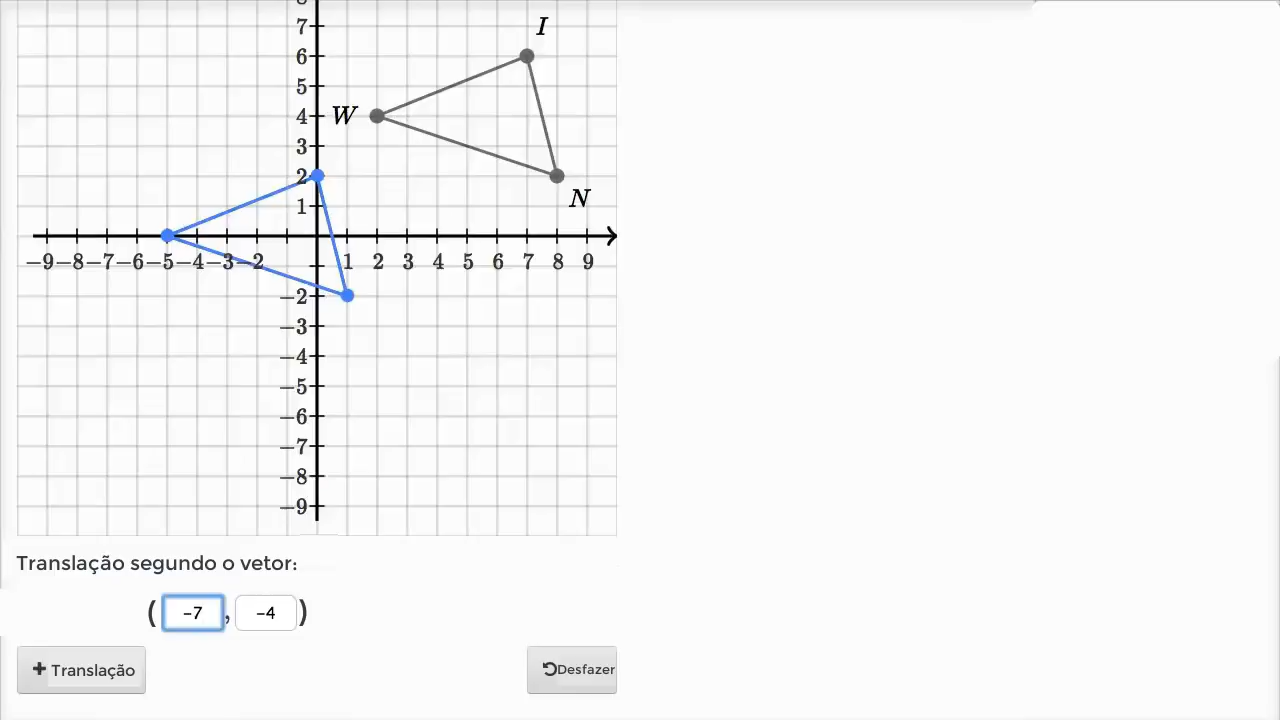 8
7
I
6
5
4
W
3
2
N
1
−9 −8 −7 −6 −5 −4 −3 −2 1 2 3 4 5 6 7 8 9
−2
−3
−4
−5
−6
−7
−8
−9
Translação segundo o vetor:
( −7 , −4 )
+ Translação Desfazer